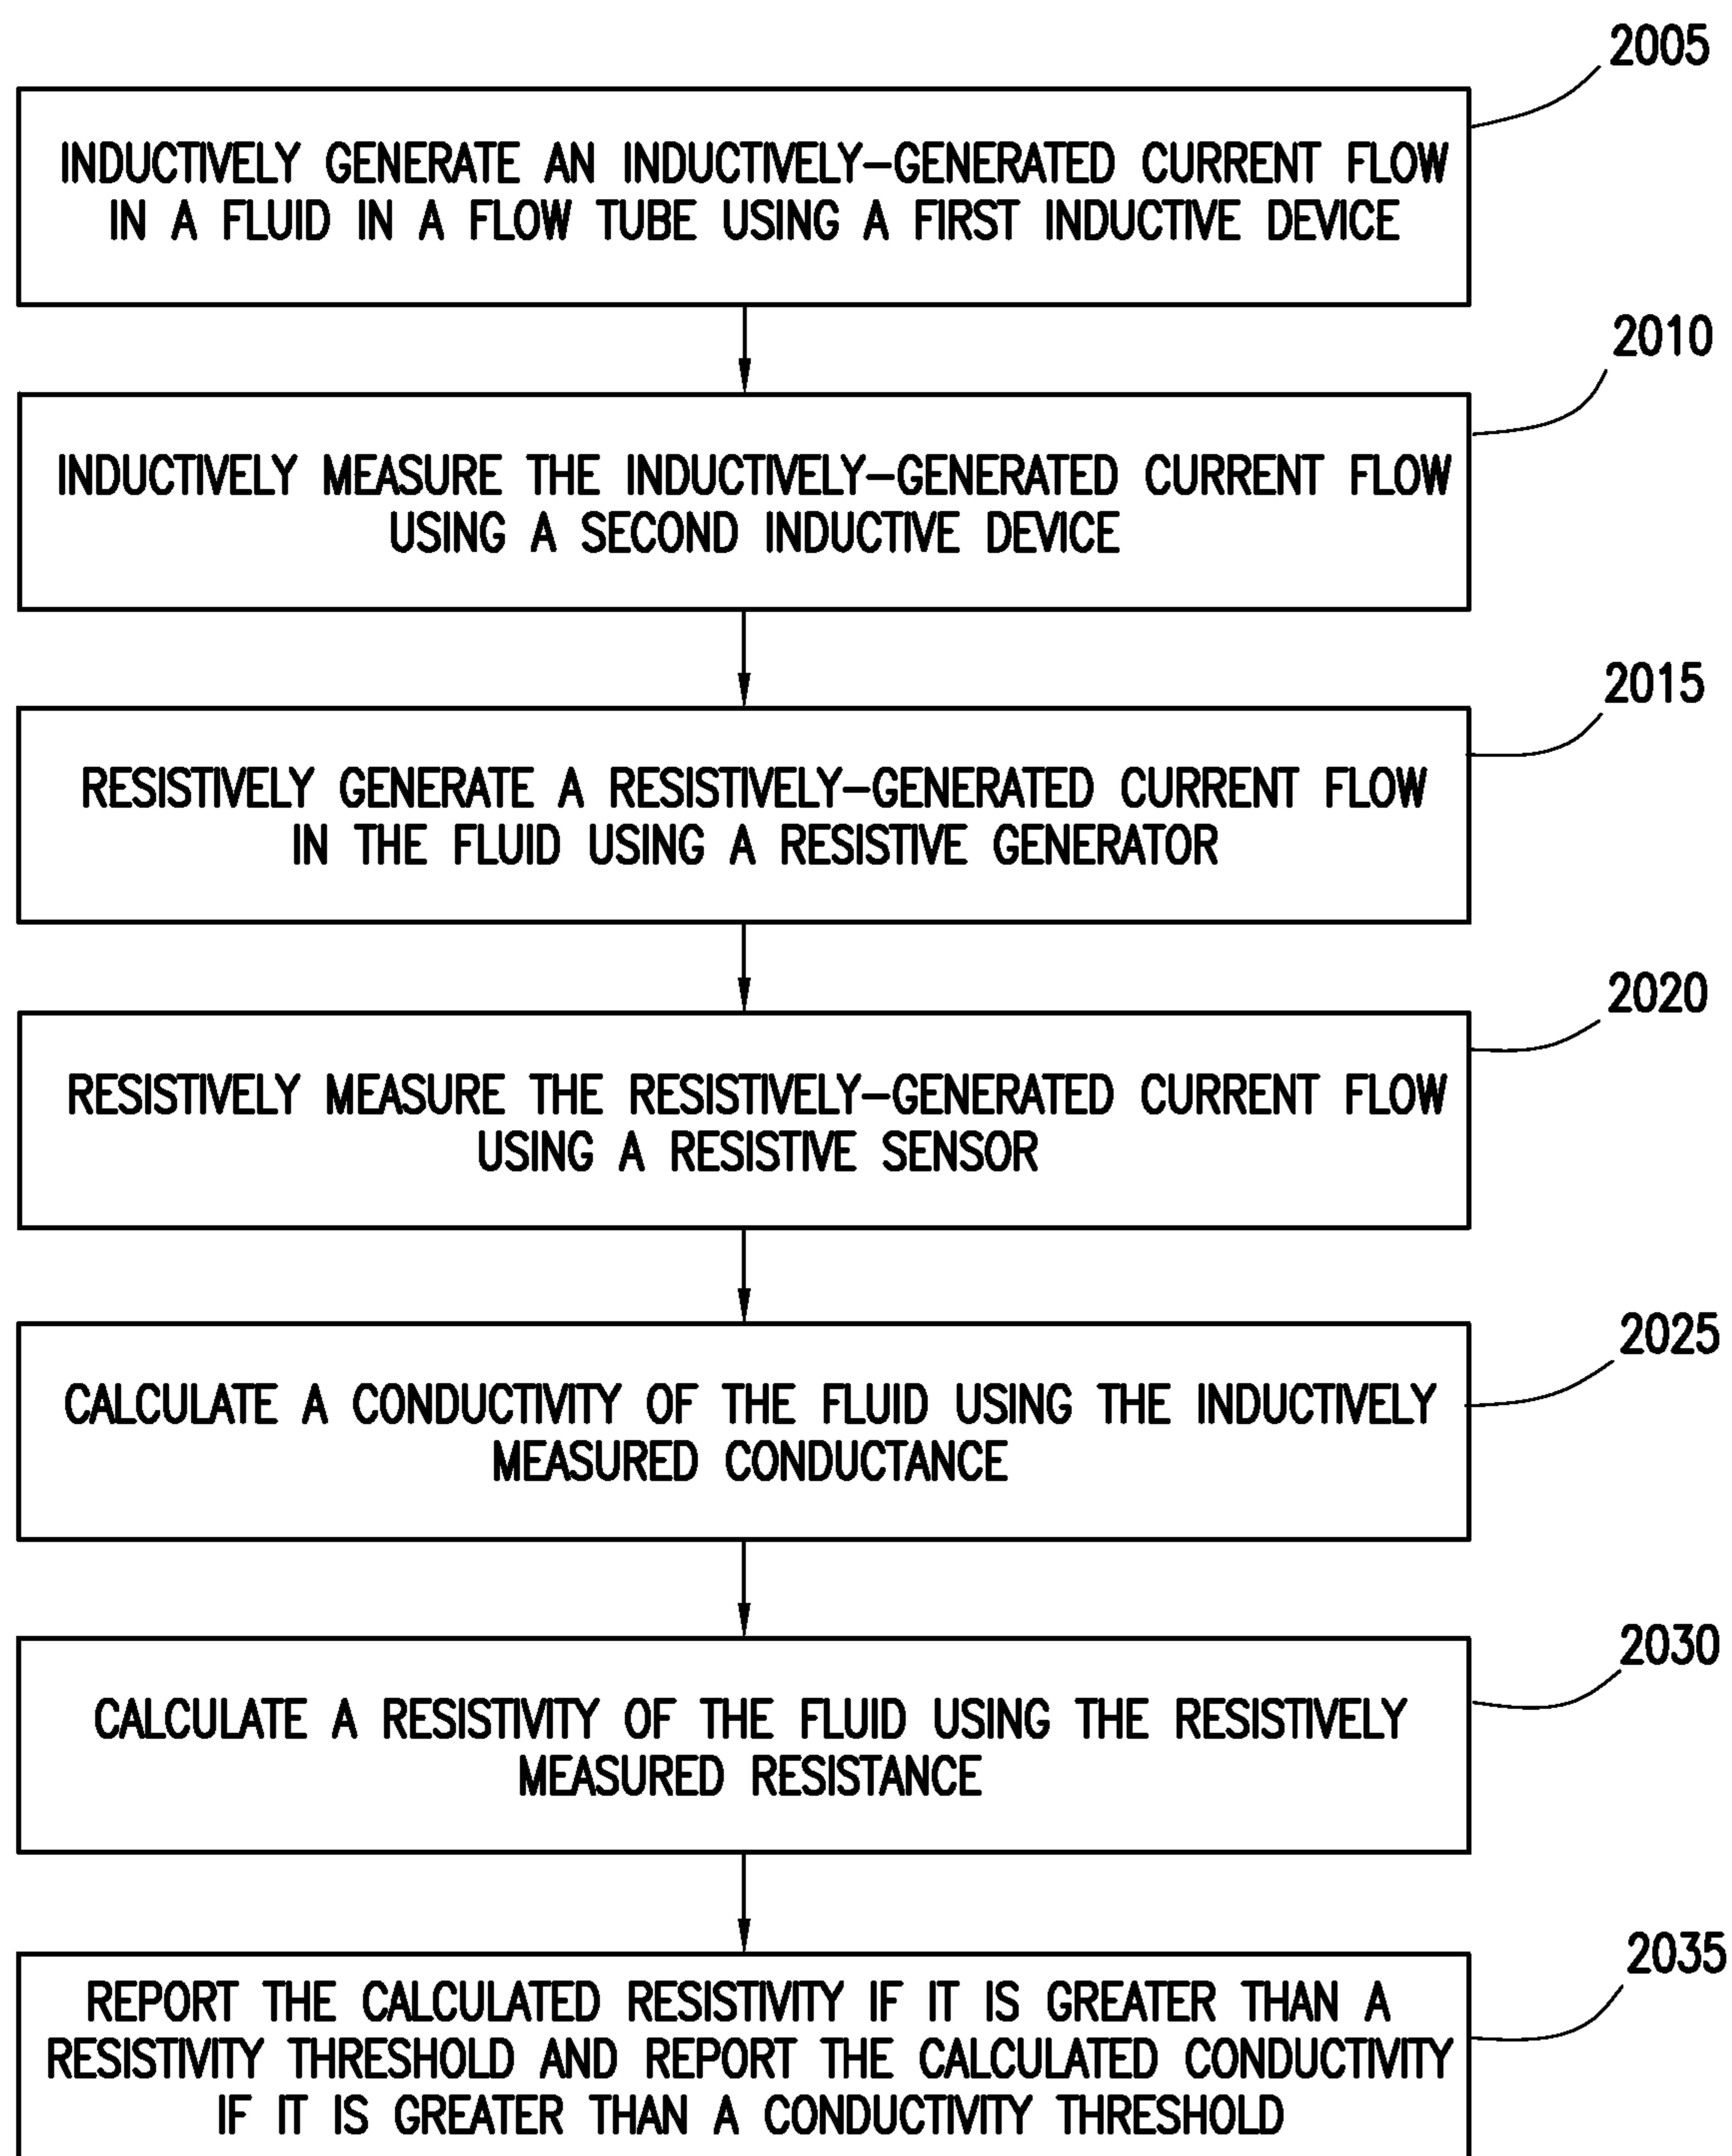 2005
INDUCTIVELY GENERATE AN INDUCTIVELY-GENERATED CURRENT FLOW
IN A FLUID IN A FLOW TUBE USING A FIRST INDUCTIVE DEVICE
2010
INDUCTIVELY MEASURE THE INDUCTIVELY-GENERATED CURRENT FLOW
USING A SECOND INDUCTIVE DEVICE
2015
RESISTIVELY GENERATE A RESISTIVELY-GENERATED CURRENT FLOW
IN THE FLUID USING A RESISTIVE GENERATOR
2020
RESISTIVELY MEASURE THE RESISTIVELY-GENERATED CURRENT FLOW
USING A RESISTIVE SENSOR
2025
CALCULATE A CONDUCTIVITY OF THE FLUID USING THE INDUCTIVELY
MEASURED CONDUCTANCE
2030
CALCULATE A RESISTIVITY OF THE FLUID USING THE RESISTIVELY
MEASURED RESISTANCE
2035
REPORT THE CALCULATED RESISTIVITY IF IT IS GREATER THAN A
RESISTIVITY THRESHOLD AND REPORT THE CALCULATED CONDUCTIVITY
IF IT IS GREATER THAN A CONDUCTIVITY THRESHOLD